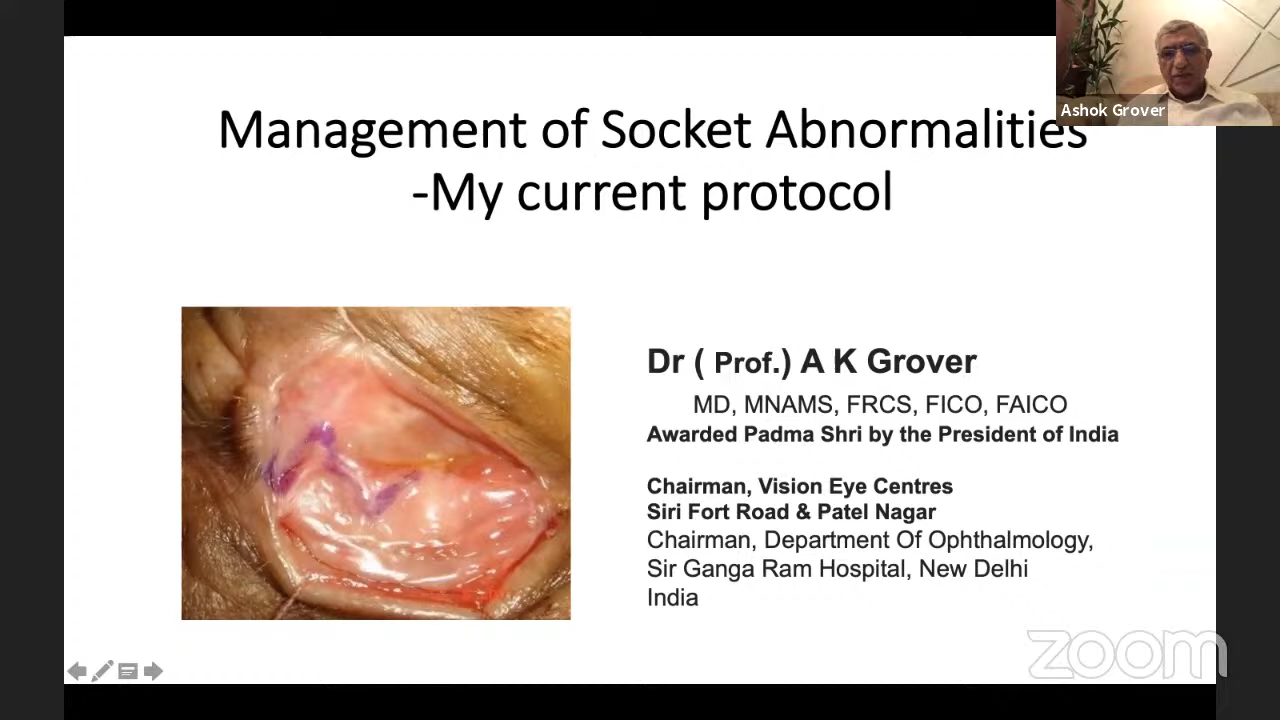 Management of Socket Abnormalities
-My current protocol
Ashok Grover
Dr ( Prof.) A K Grover
MD, MNAMS, FRCS, FICO, FAICO
Awarded Padma Shri by the President of India
Chairman, Vision Eye Centres
Siri Fort Road & Patel Nagar
Chairman, Department Of Ophthalmology,
Sir Ganga Ram Hospital, New Delhi
India
zoom